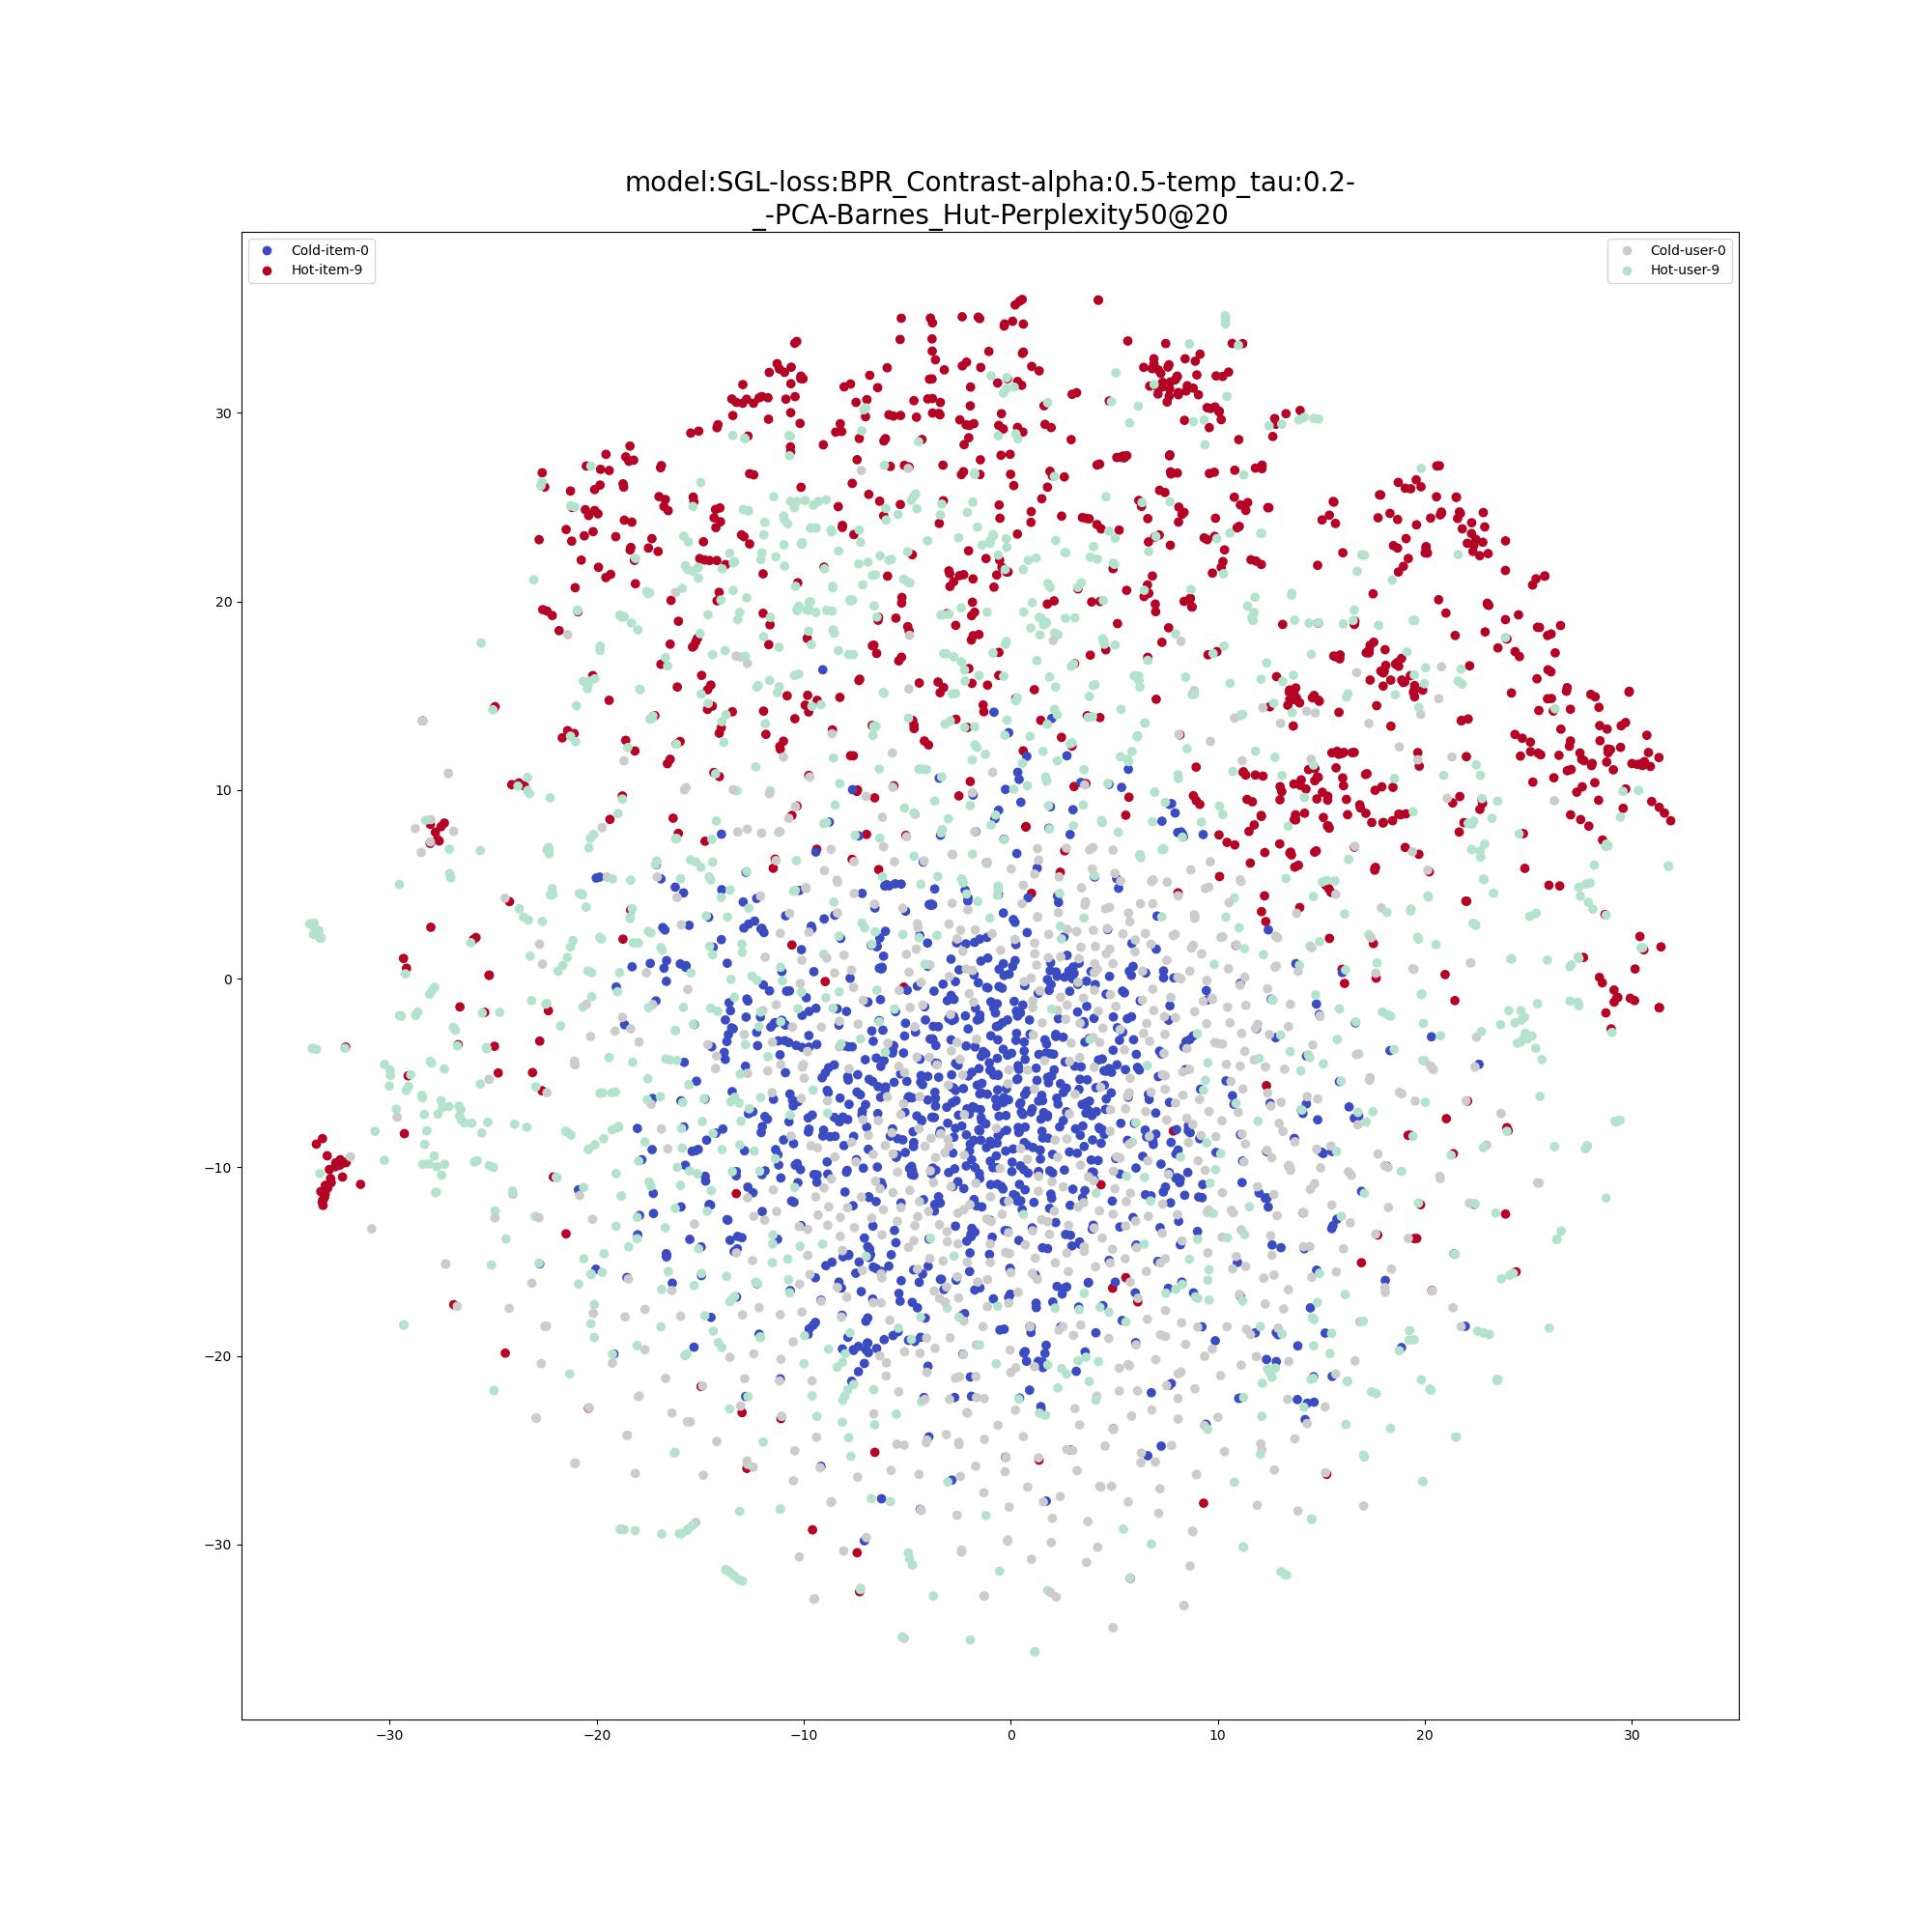 model:SGL-loss:BPR_Contrast-alpha:0.5-temp_tau:0.2-
_-PCA-Barnes_Hut-Perplexity50@20
Cold-item-0
Hot-item-9
Cold-user-0
Hot-user-9
30
20
10
0
−10
−20
−30
−30
−20
−10
0
10
20
30